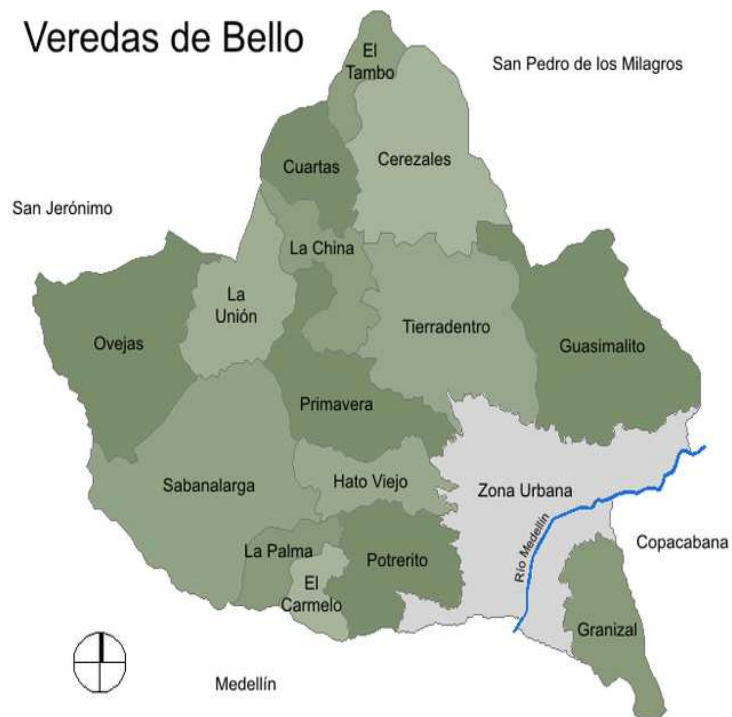 Veredas de Bello
El
Tambo
San Pedro de los Milagros
Cuartas
Cerezales
San Jerónimo
La China
La
Unión
Tierradentro
Ovejas
Guasimalito
Primavera
Sabanalarga
Hato Viejo
Zona Urbana
Río Medellín
Copacabana
La Palma
Potrerito
El
Carmelo
Granizal
Medellín